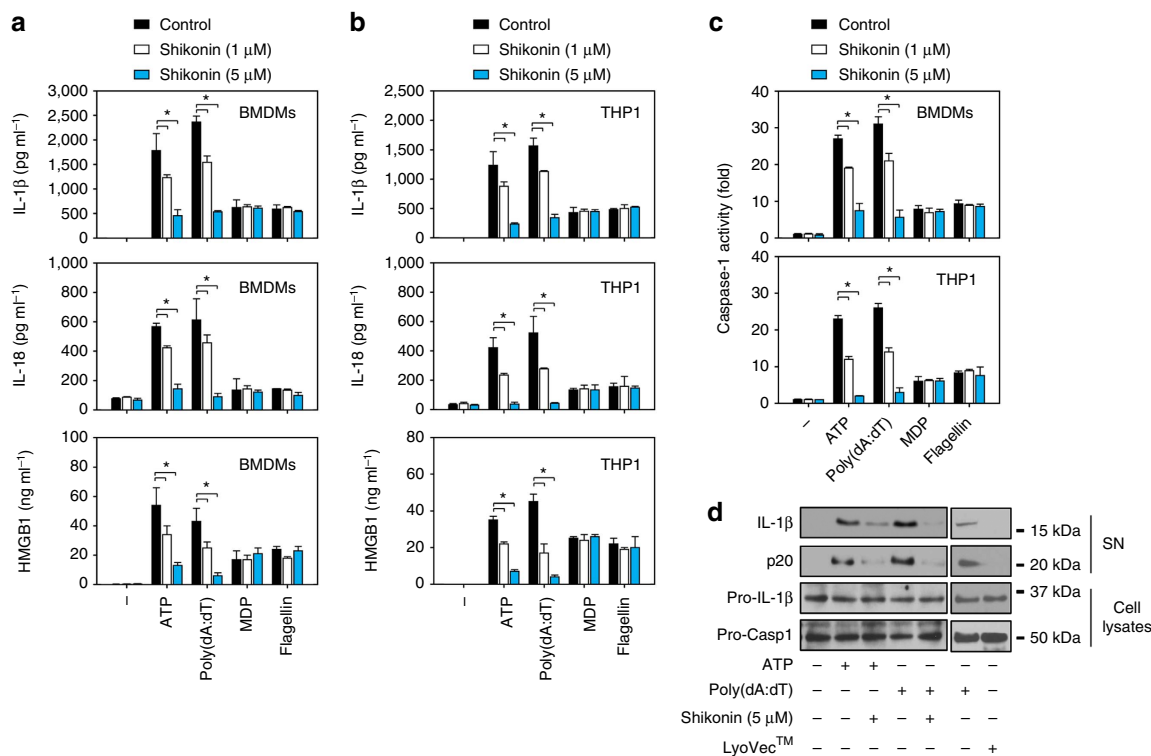 a
Control
Shikonin (1 μM)
Shikonin (5 μM)
3,000
2,500
2,000
1,500
1,000
500
0
IL-1β (pg ml⁻¹)
BMDMs
*
*
1,000
800
600
400
200
0
IL-18 (pg ml⁻¹)
BMDMs
*
*
100
80
60
40
20
0
HMGB1 (ng ml⁻¹)
BMDMs
*
*
–
ATP
Poly(dA:dT)
MDP
Flagellin
b
Control
Shikonin (1 μM)
Shikonin (5 μM)
2,500
2,000
1,500
1,000
500
0
IL-1β (pg ml⁻¹)
THP1
*
*
1,000
800
600
400
200
0
IL-18 (pg ml⁻¹)
THP1
*
*
80
60
40
20
0
HMGB1 (ng ml⁻¹)
THP1
*
*
–
ATP
Poly(dA:dT)
MDP
Flagellin
c
Control
Shikonin (1 μM)
Shikonin (5 μM)
Caspase-1 activity (fold)
40
30
20
10
0
BMDMs
*
*
40
30
20
10
0
THP1
*
*
–
ATP
Poly(dA:dT)
MDP
Flagellin
d
IL-1β
15 kDa
SN
p20
20 kDa
Pro-IL-1β
37 kDa
Cell
lysates
Pro-Casp1
50 kDa
ATP – + + – – – –
Poly(dA:dT) – – – + + + –
Shikonin (5 μM) – – + – + – –
LyoVec™ – – – – – – +